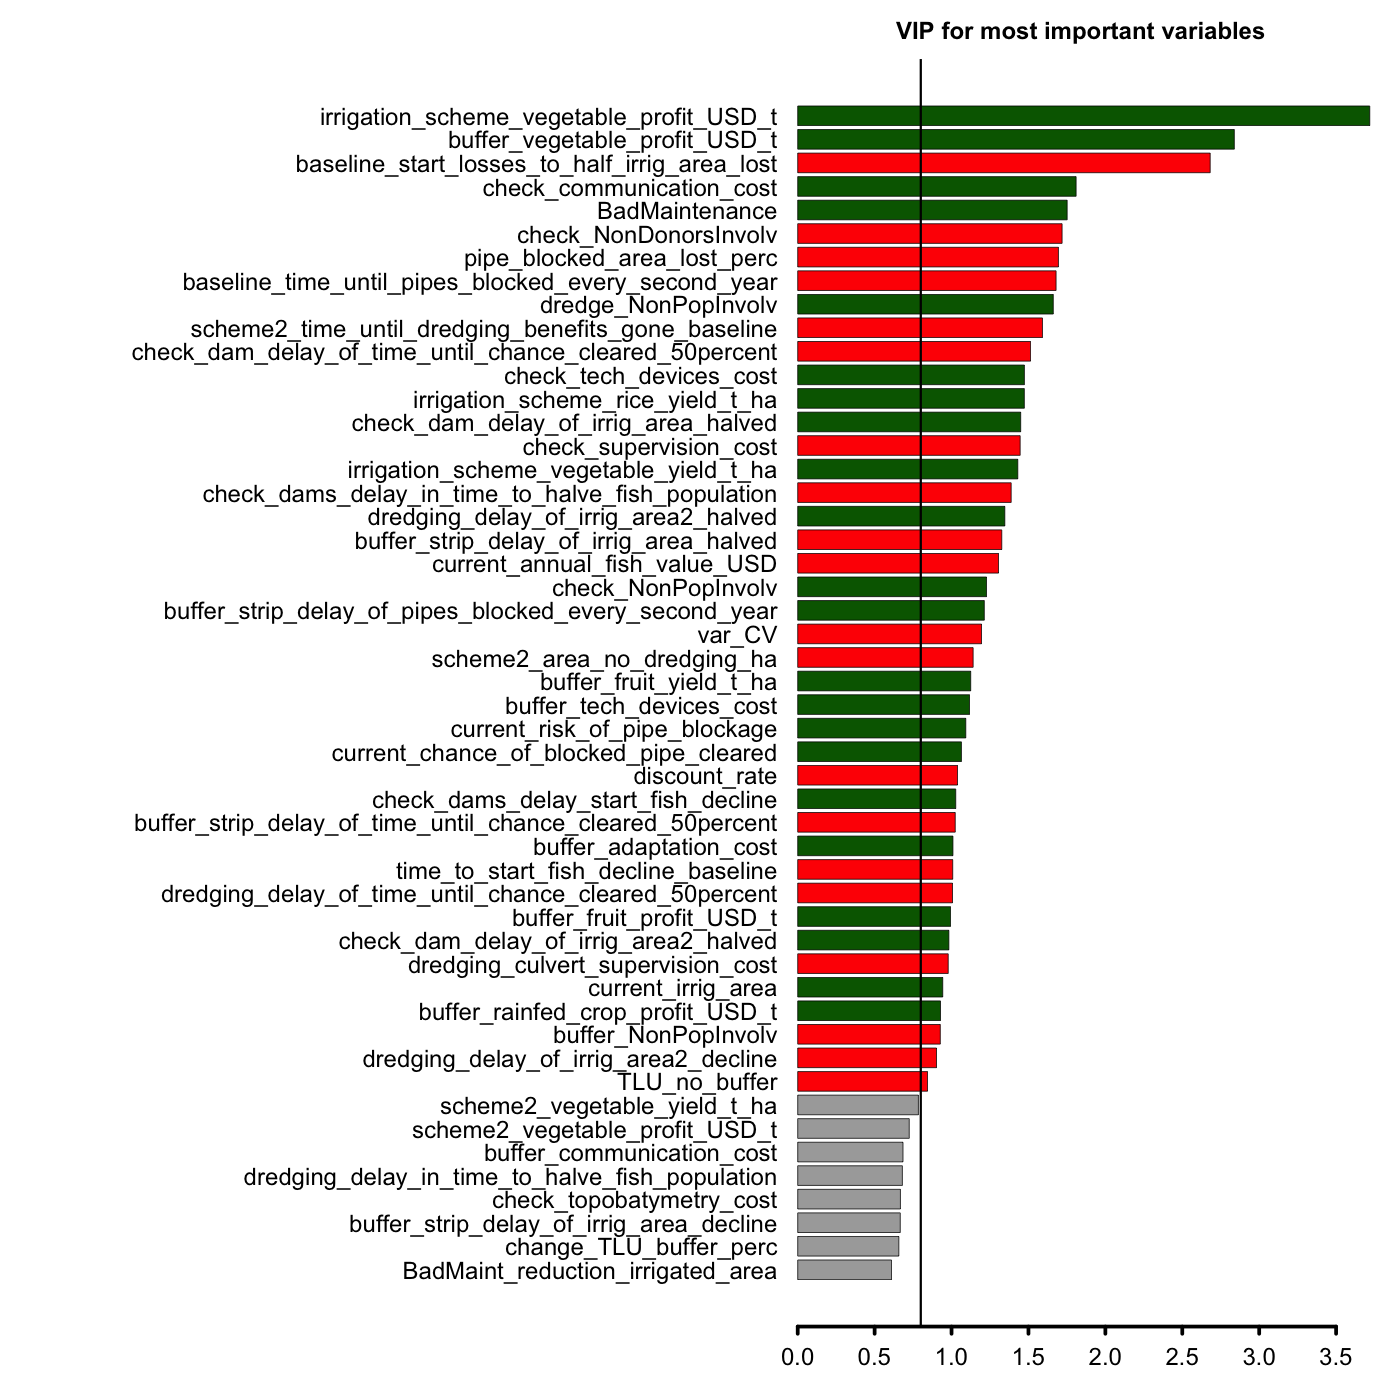 VIP for most important variables
irrigation_scheme_vegetable_profit_USD_t
buffer_vegetable_profit_USD_t
baseline_start_losses_to_half_irrig_area_lost
check_communication_cost
BadMaintenance
check_NonDonorsInvolv
pipe_blocked_area_lost_perc
baseline_time_until_pipes_blocked_every_second_year
dredge_NonPopInvolv
scheme2_time_until_dredging_benefits_gone_baseline
check_dam_delay_of_time_until_chance_cleared_50percent
check_tech_devices_cost
irrigation_scheme_rice_yield_t_ha
check_dam_delay_of_irrig_area_halved
check_supervision_cost
irrigation_scheme_vegetable_yield_t_ha
check_dams_delay_in_time_to_halve_fish_population
dredging_delay_of_irrig_area2_halved
buffer_strip_delay_of_irrig_area_halved
current_annual_fish_value_USD
check_NonPopInvolv
buffer_strip_delay_of_pipes_blocked_every_second_year
var_CV
scheme2_area_no_dredging_ha
buffer_fruit_yield_t_ha
buffer_tech_devices_cost
current_risk_of_pipe_blockage
current_chance_of_blocked_pipe_cleared
discount_rate
check_dams_delay_start_fish_decline
buffer_strip_delay_of_time_until_chance_cleared_50percent
buffer_adaptation_cost
time_to_start_fish_decline_baseline
dredging_delay_of_time_until_chance_cleared_50percent
buffer_fruit_profit_USD_t
check_dam_delay_of_irrig_area2_halved
dredging_culvert_supervision_cost
current_irrig_area
buffer_rainfed_crop_profit_USD_t
buffer_NonPopInvolv
dredging_delay_of_irrig_area2_decline
TLU_no_buffer
scheme2_vegetable_yield_t_ha
scheme2_vegetable_profit_USD_t
buffer_communication_cost
dredging_delay_in_time_to_halve_fish_population
check_topobatymetry_cost
buffer_strip_delay_of_irrig_area_decline
change_TLU_buffer_perc
BadMaint_reduction_irrigated_area
0.0 0.5 1.0 1.5 2.0 2.5 3.0 3.5